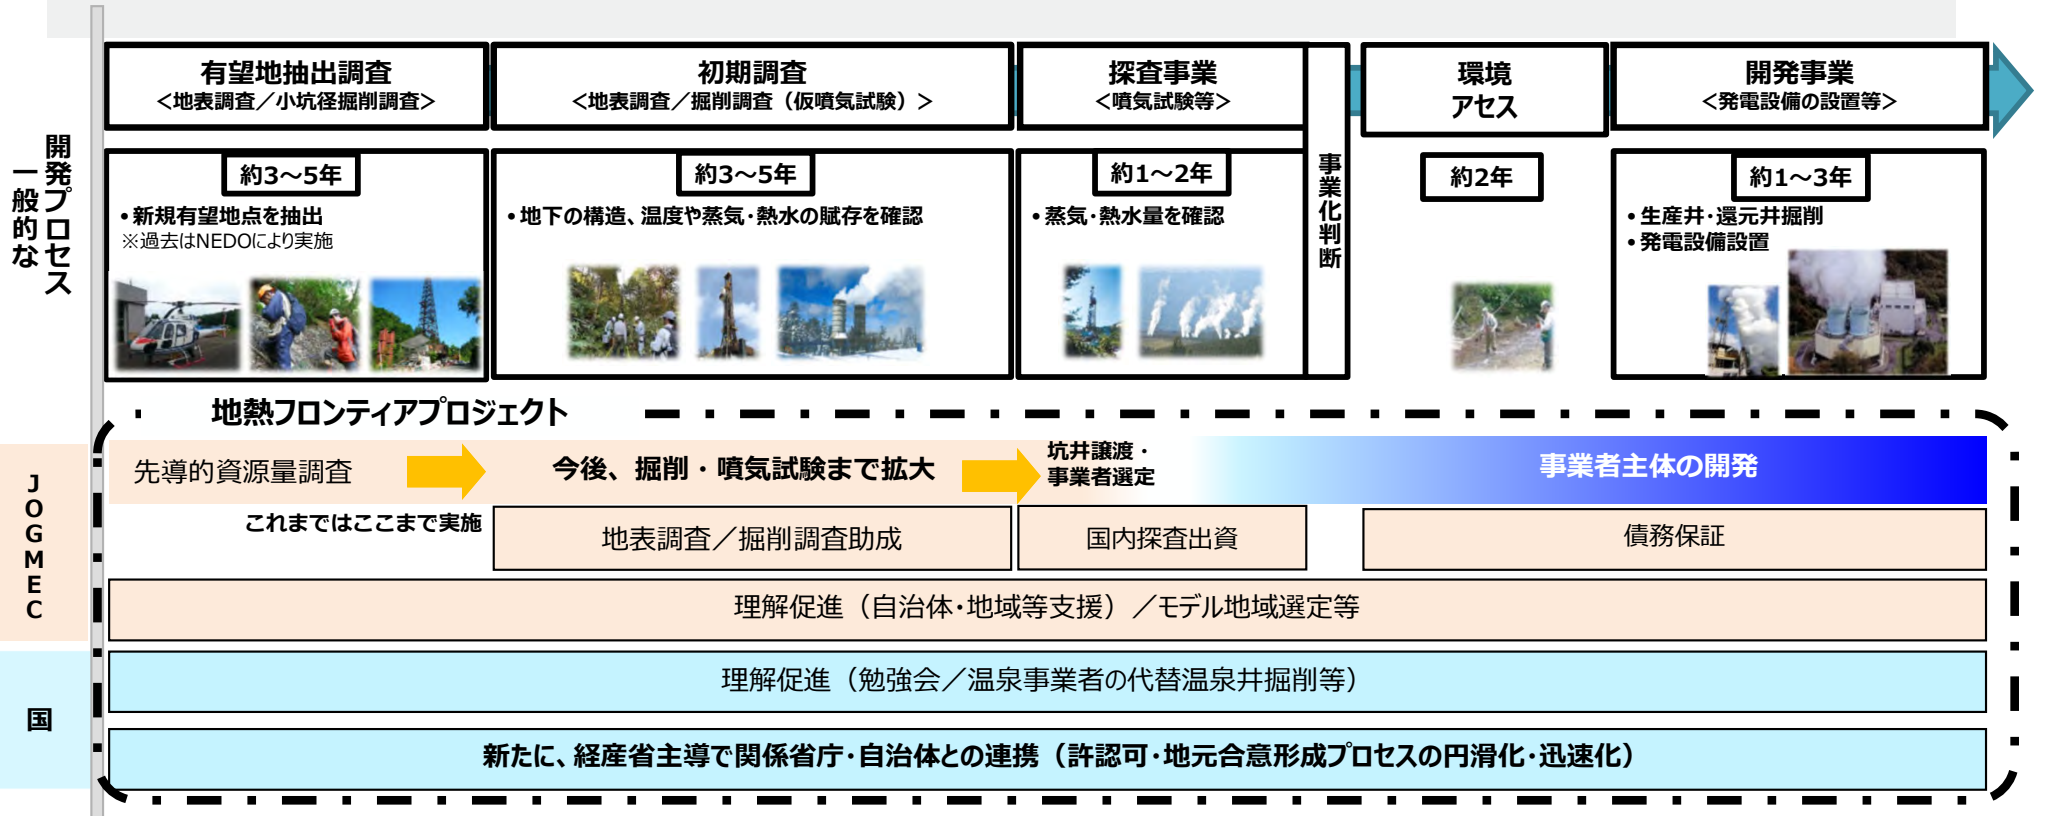 有望地抽出調査
<地表調査／小坑径掘削調査>
初期調査
<地表調査／掘削調査（仮噴気試験）>
探査事業
<噴気試験等>
事業化判断
環境
アセス
開発事業
<発電設備の設置等>
一般的な
開発プロセス
約3～5年
•新規有望地点を抽出
※過去はNEDOにより実施
約3～5年
•地下の構造、温度や蒸気・熱水の賦存を確認
約1～2年
•蒸気・熱水量を確認
約2年
約1～3年
•生産井・還元井掘削
•発電設備設置
地熱フロンティアプロジェクト
JOGMEC
先導的資源量調査
今後、掘削・噴気試験まで拡大
坑井譲渡・
事業者選定
事業者主体の開発
これまではここまで実施
地表調査／掘削調査助成
国内探査出資
債務保証
理解促進（自治体・地域等支援）／モデル地域選定等
国
理解促進（勉強会／温泉事業者の代替温泉井掘削等）
新たに、経産省主導で関係省庁・自治体との連携（許認可・地元合意形成プロセスの円滑化・迅速化）